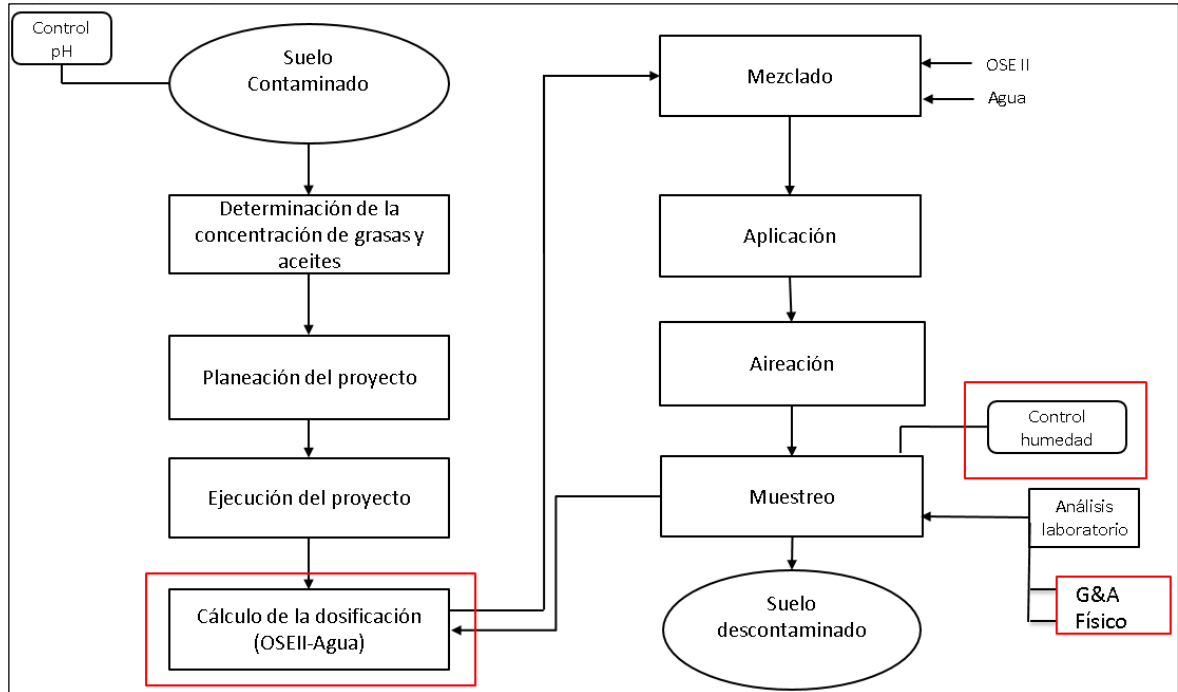 Control
pH
Suelo
Contaminado
Determinación de la
concentración de grasas y
aceites
Planeación del proyecto
Ejecución del proyecto
Cálculo de la dosificación
(OSEII-Agua)
Mezclado
OSE II
Agua
Aplicación
Aireación
Control
humedad
Muestreo
Análisis
laboratorio
G&A
Físico
Suelo
descontaminado